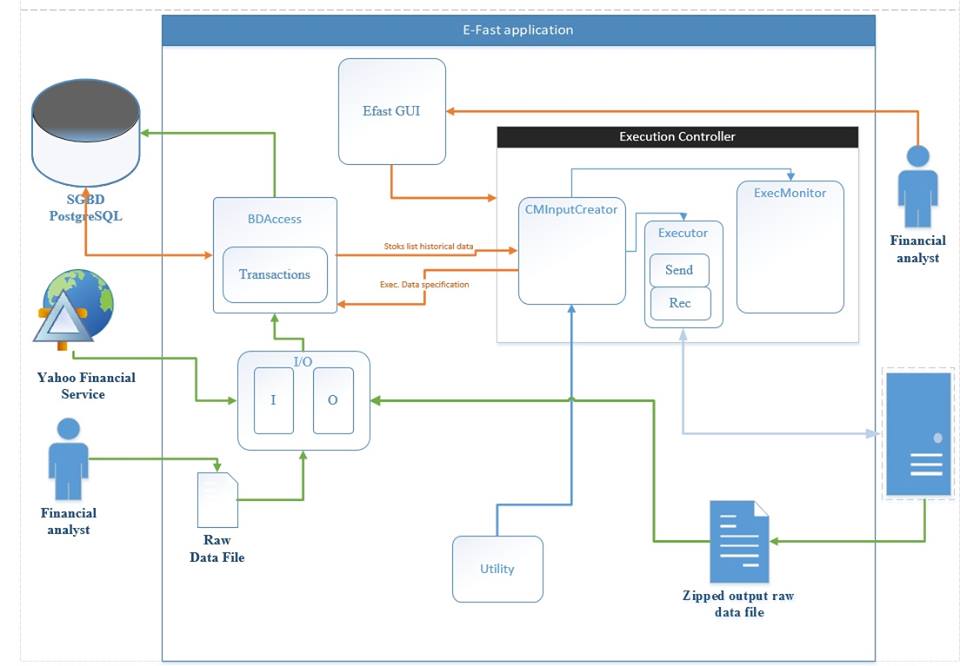 E-Fast application
Efast GUI
Execution Controller
SGBD
PostgreSQL
BDAccess
Transactions
Stoks list historical data
Exec. Data specification
CMInputCreator
Executor
Send
Rec
ExecMonitor
Financial
analyst
Yahoo Financial
Service
I/O
I
O
Financial
analyst
Raw
Data File
Utility
Zipped output raw
data file